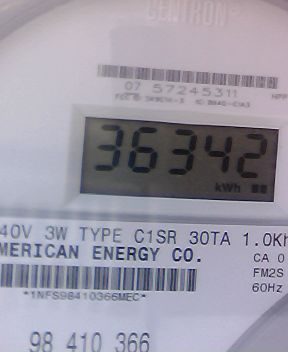 CENTRON®
07 57245311
36342
kWh
40V 3W TYPE C1SR 30TA 1.0Kh
MERICAN ENERGY CO.
CA 0
FM2S
60Hz
*1NFS98410366MEC*
98 410 366